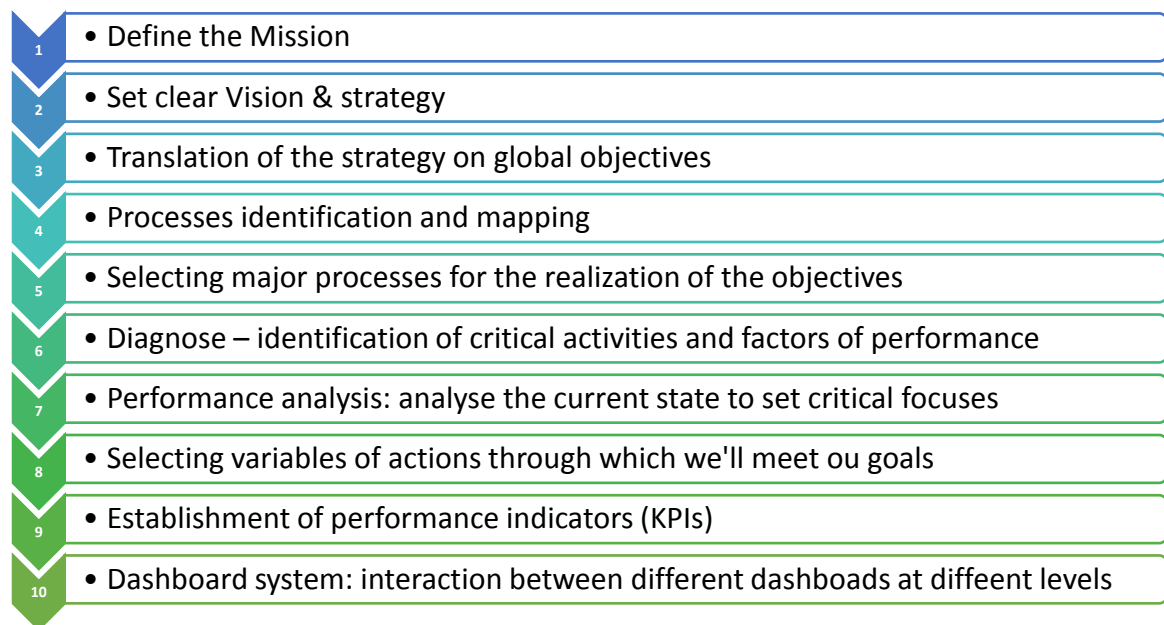 1 • Define the Mission
2 • Set clear Vision & strategy
3 • Translation of the strategy on global objectives
4 • Processes identification and mapping
5 • Selecting major processes for the realization of the objectives
6 • Diagnose – identification of critical activities and factors of performance
7 • Performance analysis: analyse the current state to set critical focuses
8 • Selecting variables of actions through which we'll meet ou goals
9 • Establishment of performance indicators (KPIs)
10 • Dashboard system: interaction between different dashboads at diffeent levels